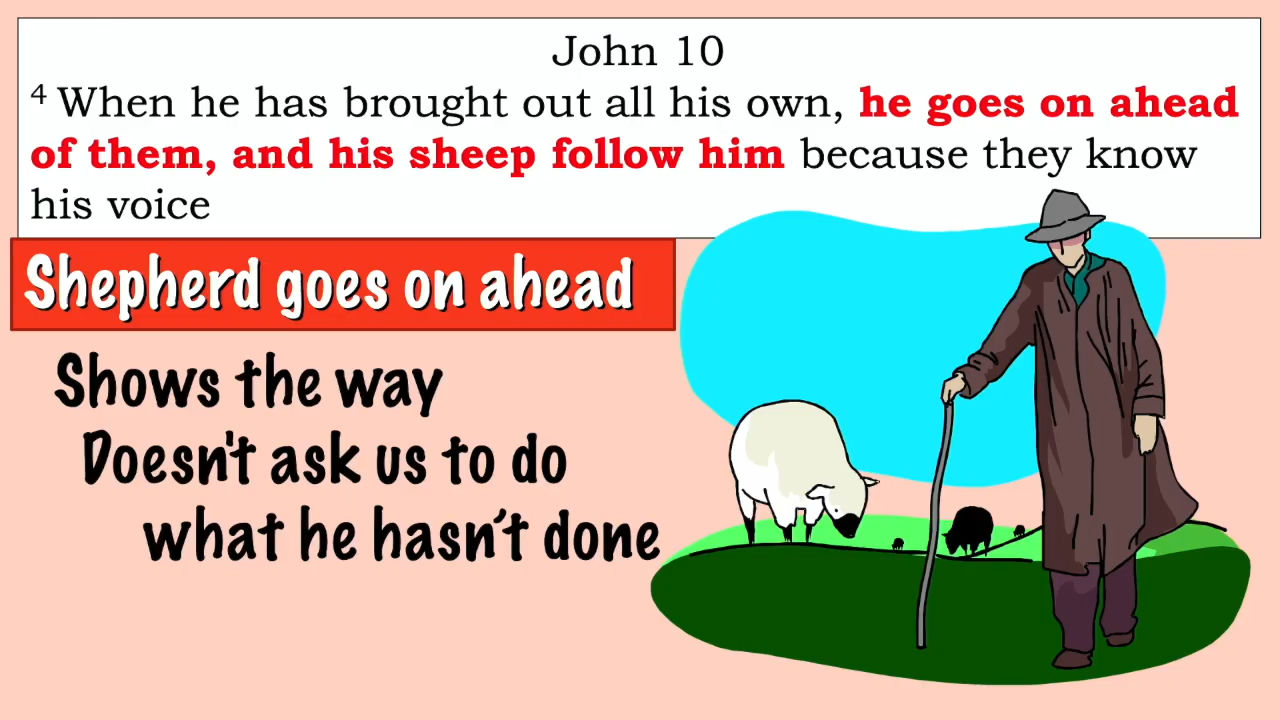 John 10
4 When he has brought out all his own, he goes on ahead
of them, and his sheep follow him because they know
his voice
Shepherd goes on ahead
Shows the way
Doesn't ask us to do
what he hasn't done